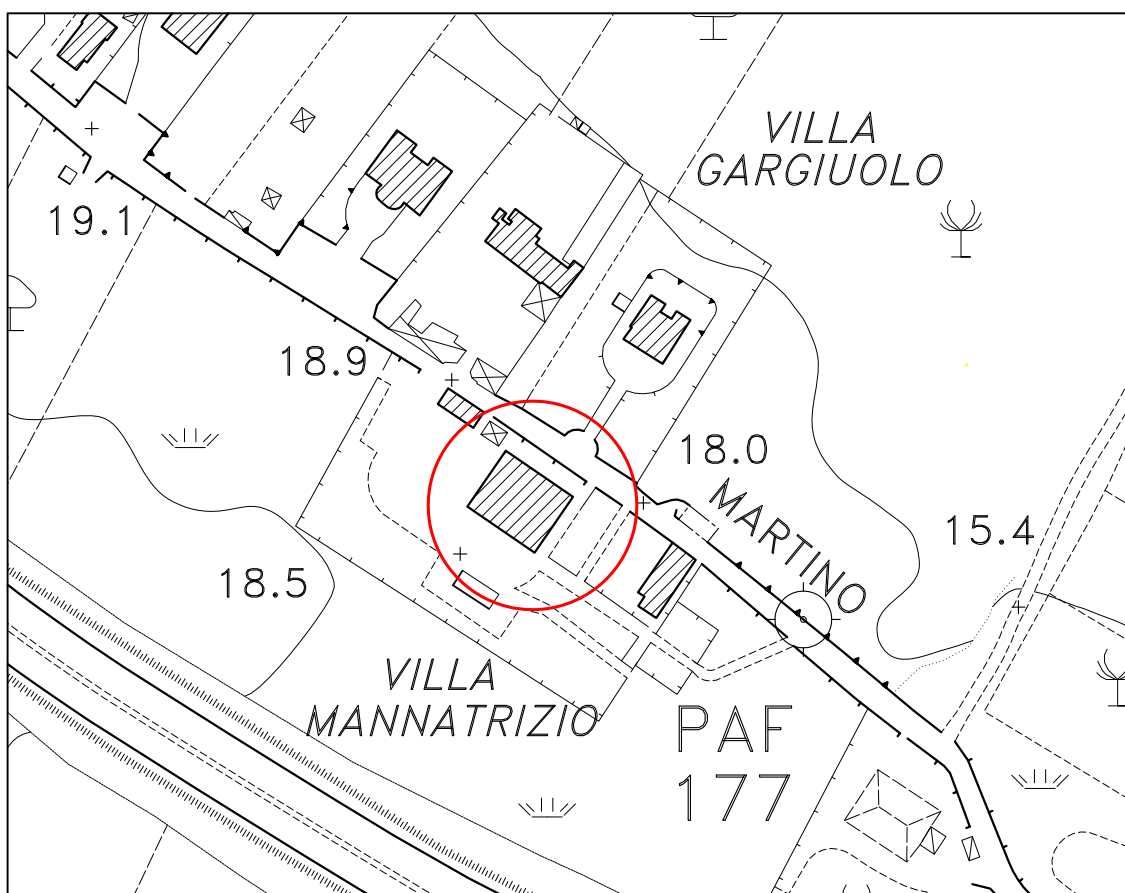 VILLA
GARGIUOLO
19.1
18.9
18.0
MARTINO
15.4
18.5
VILLA
MANNATRIZIO
PAF
177